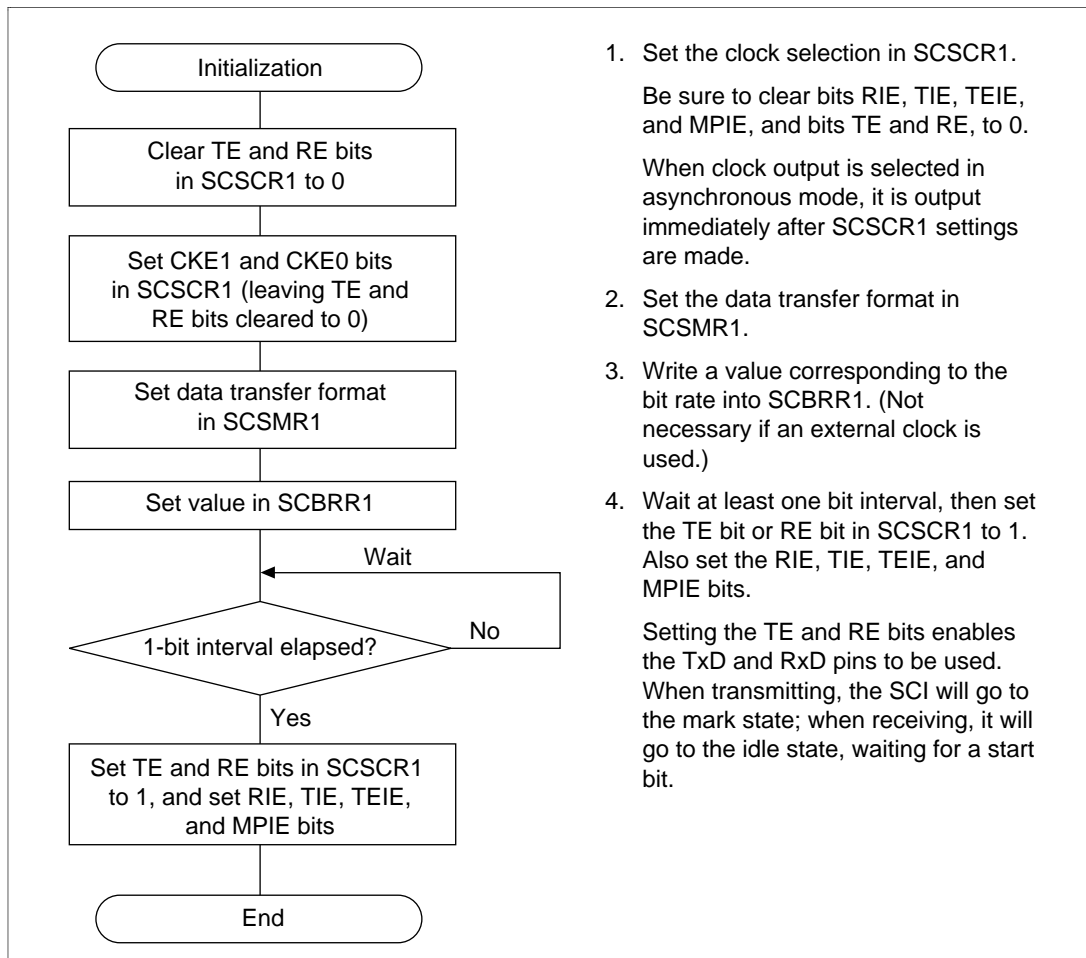 Initialization
Clear TE and RE bits
in SCSCR1 to 0
Set CKE1 and CKE0 bits
in SCSCR1 (leaving TE and
RE bits cleared to 0)
Set data transfer format
in SCSMR1
Set value in SCBRR1
Wait
1-bit interval elapsed?
No
Yes
Set TE and RE bits in SCSCR1
to 1, and set RIE, TIE, TEIE,
and MPIE bits
End
1. Set the clock selection in SCSCR1.
Be sure to clear bits RIE, TIE, TEIE,
and MPIE, and bits TE and RE, to 0.
When clock output is selected in
asynchronous mode, it is output
immediately after SCSCR1 settings
are made.
2. Set the data transfer format in
SCSMR1.
3. Write a value corresponding to the
bit rate into SCBRR1. (Not
necessary if an external clock is
used.)
4. Wait at least one bit interval, then set
the TE bit or RE bit in SCSCR1 to 1.
Also set the RIE, TIE, TEIE, and
MPIE bits.
Setting the TE and RE bits enables
the TxD and RxD pins to be used.
When transmitting, the SCI will go to
the mark state; when receiving, it will
go to the idle state, waiting for a start
bit.